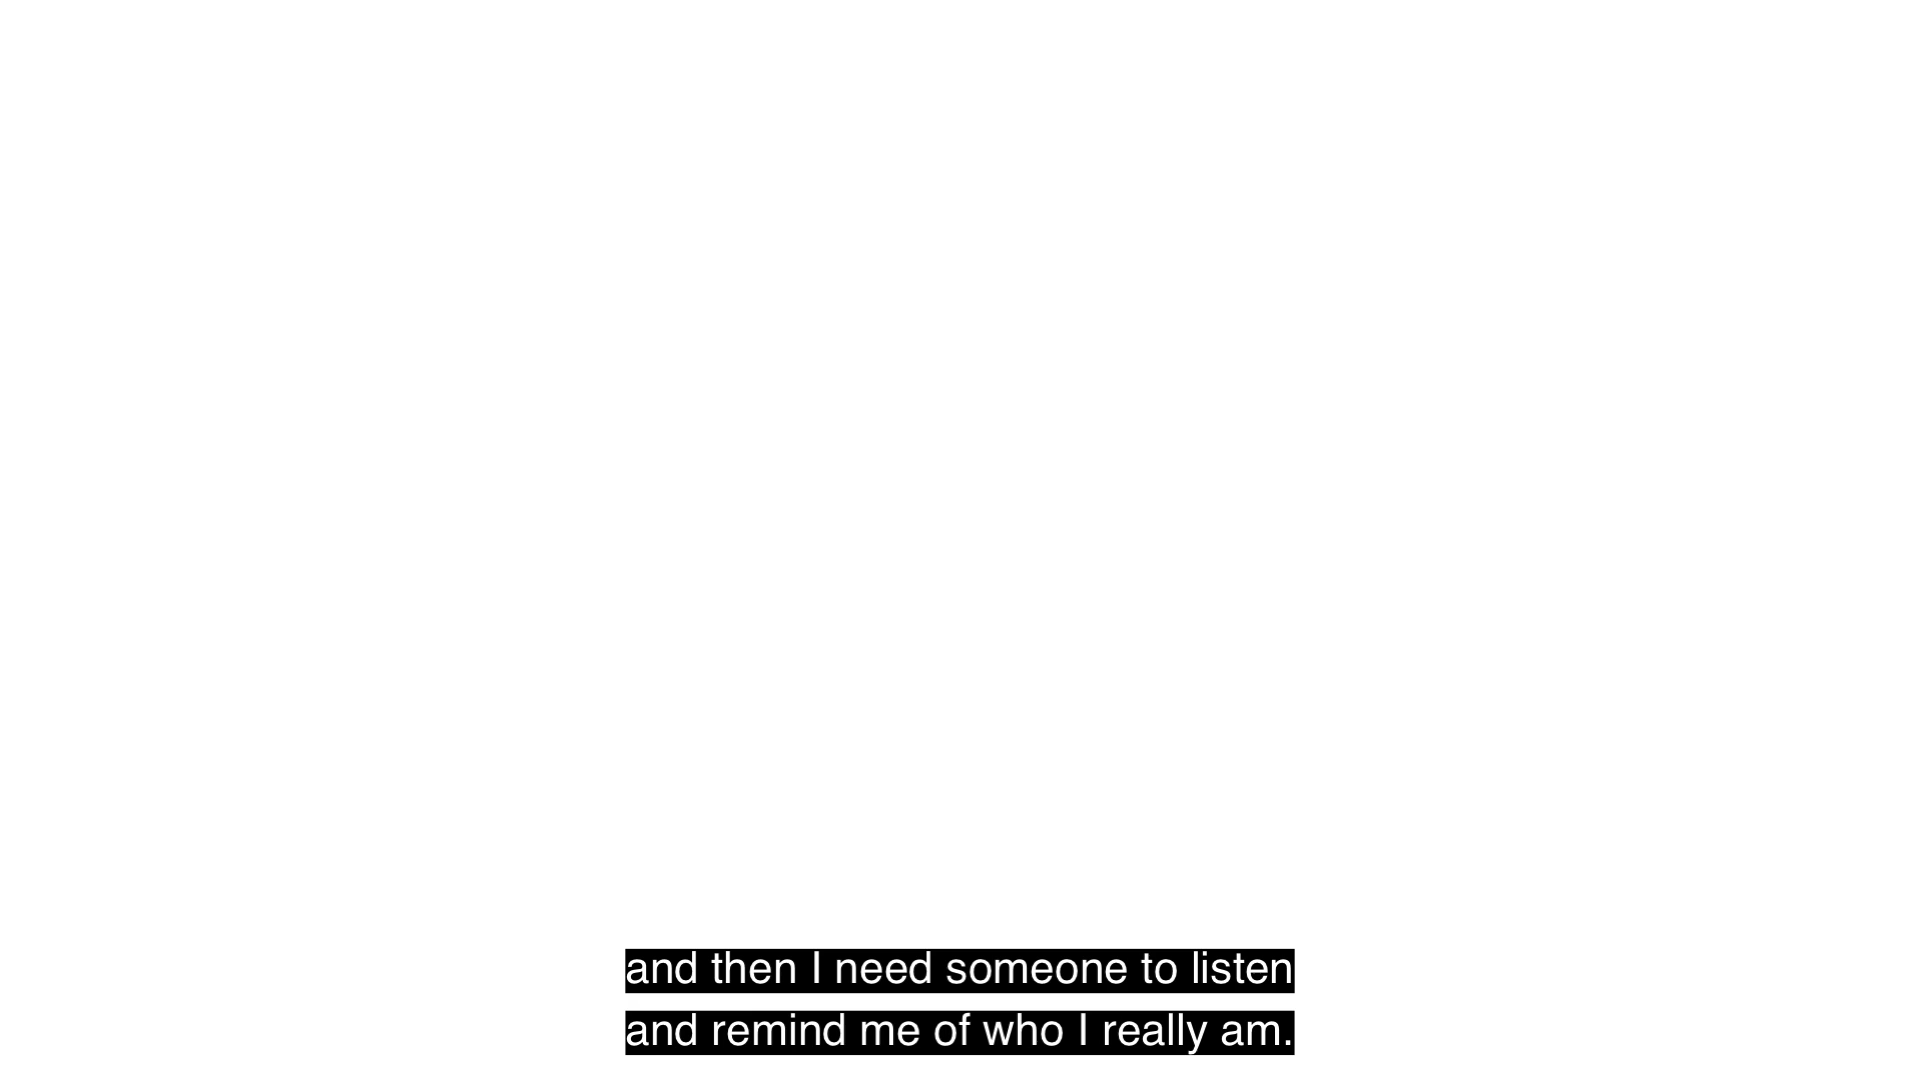 and then I need someone to listen
and remind me of who I really am.